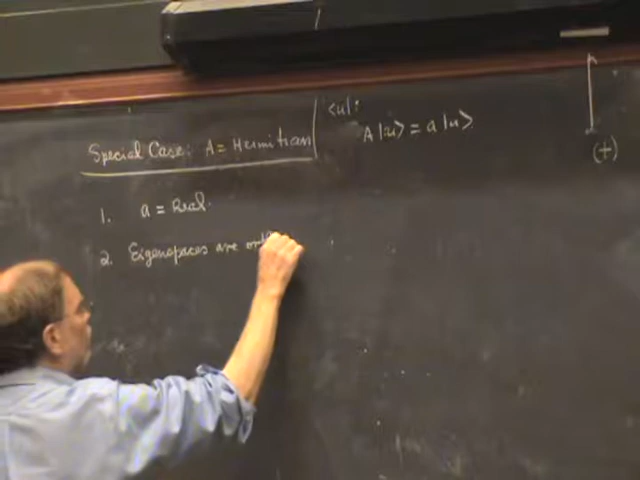 Special Case: A = Hermitian
<u|:
A|u> = a|u>
(+)
1. a = Real.
2. Eigenspaces are